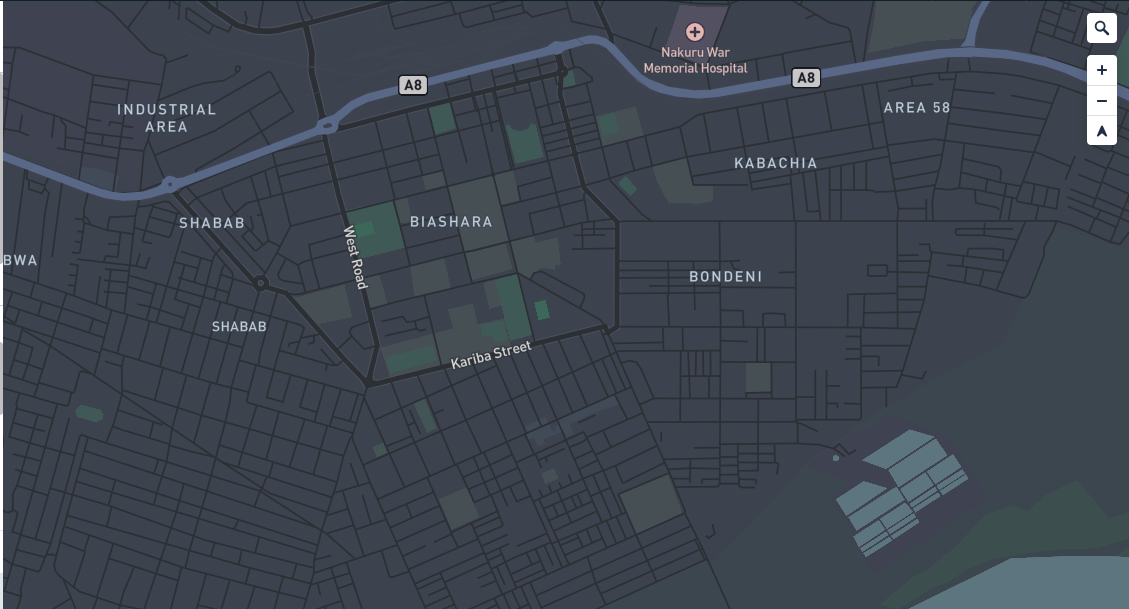 Nakuru War
Memorial Hospital
A8
A8
INDUSTRIAL
AREA
AREA 58
KABACHIA
SHABAB
BIASHARA
West Road
BWA
BONDENI
SHABAB
Kariba Street